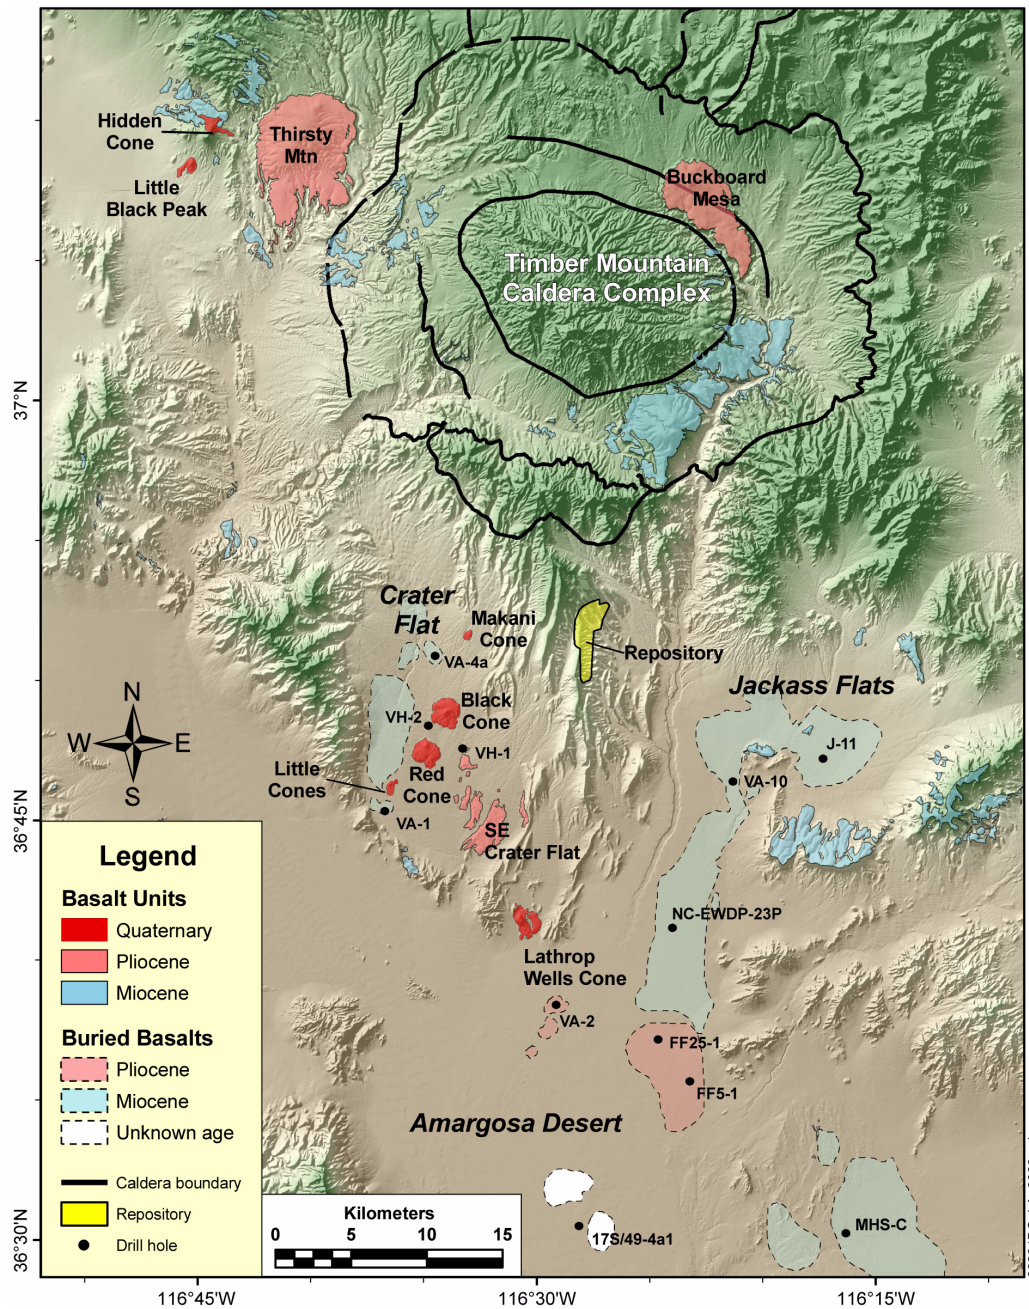 Hidden
Cone
Thirsty
Mtn
Little
Black Peak
Buckboard
Mesa
Timber Mountain
Caldera Complex
37°N
Crater
Flat
Makani
Cone
VA-4a
Repository
Jackass Flats
N
W
E
S
Black
Cone
VH-2
VH-1
J-11
Little
Cones
Red
Cone
VA-10
VA-1
36°45'N
SE
Crater Flat
NC-EWDP-23P
Lathrop
Wells Cone
VA-2
FF25-1
FF5-1
Amargosa Desert
Legend
Basalt Units
Quaternary
Pliocene
Miocene
Buried Basalts
Pliocene
Miocene
Unknown age
Caldera boundary
Repository
Drill hole
Kilometers
0 5 10 15
17S/49-4a1
MHS-C
36°30'N
116°45'W
116°30'W
116°15'W